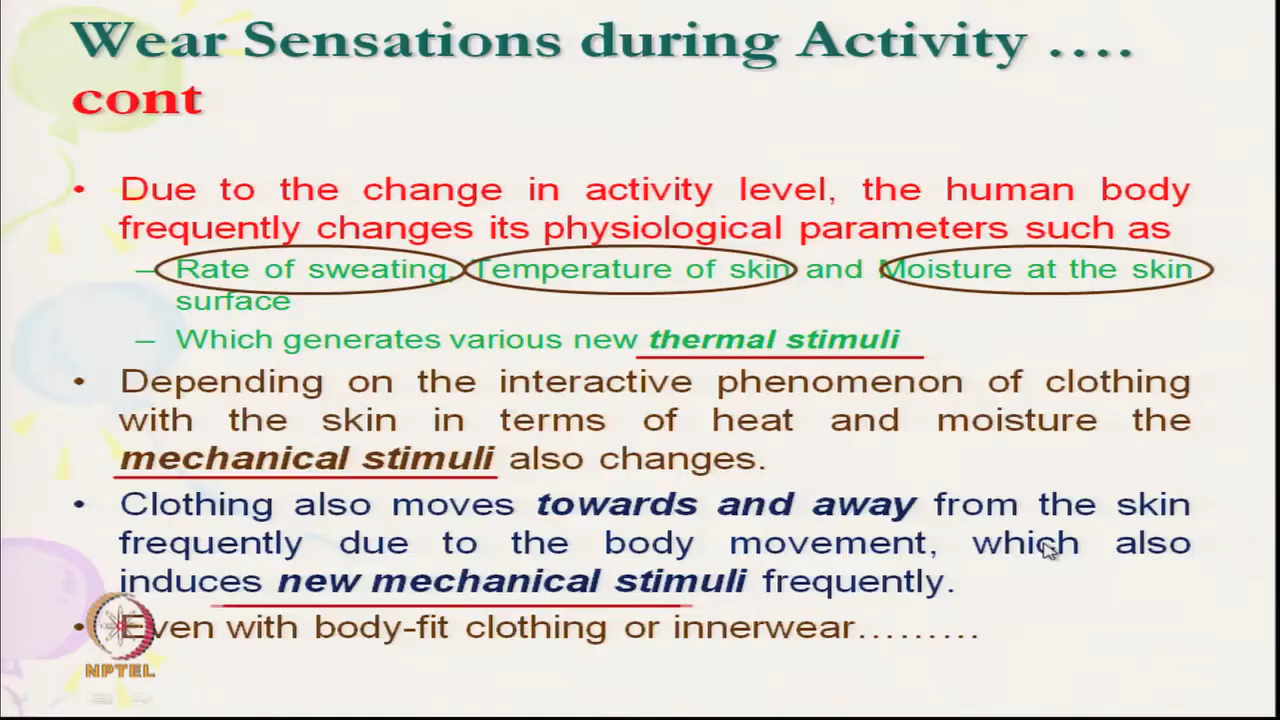 Wear Sensations during Activity ….
cont
• Due to the change in activity level, the human body
frequently changes its physiological parameters such as
– Rate of sweating, Temperature of skin and Moisture at the skin
surface
– Which generates various new thermal stimuli
• Depending on the interactive phenomenon of clothing
with the skin in terms of heat and moisture the
mechanical stimuli also changes.
• Clothing also moves towards and away from the skin
frequently due to the body movement, which also
induces new mechanical stimuli frequently.
• Even with body-fit clothing or innerwear………
NPTEL